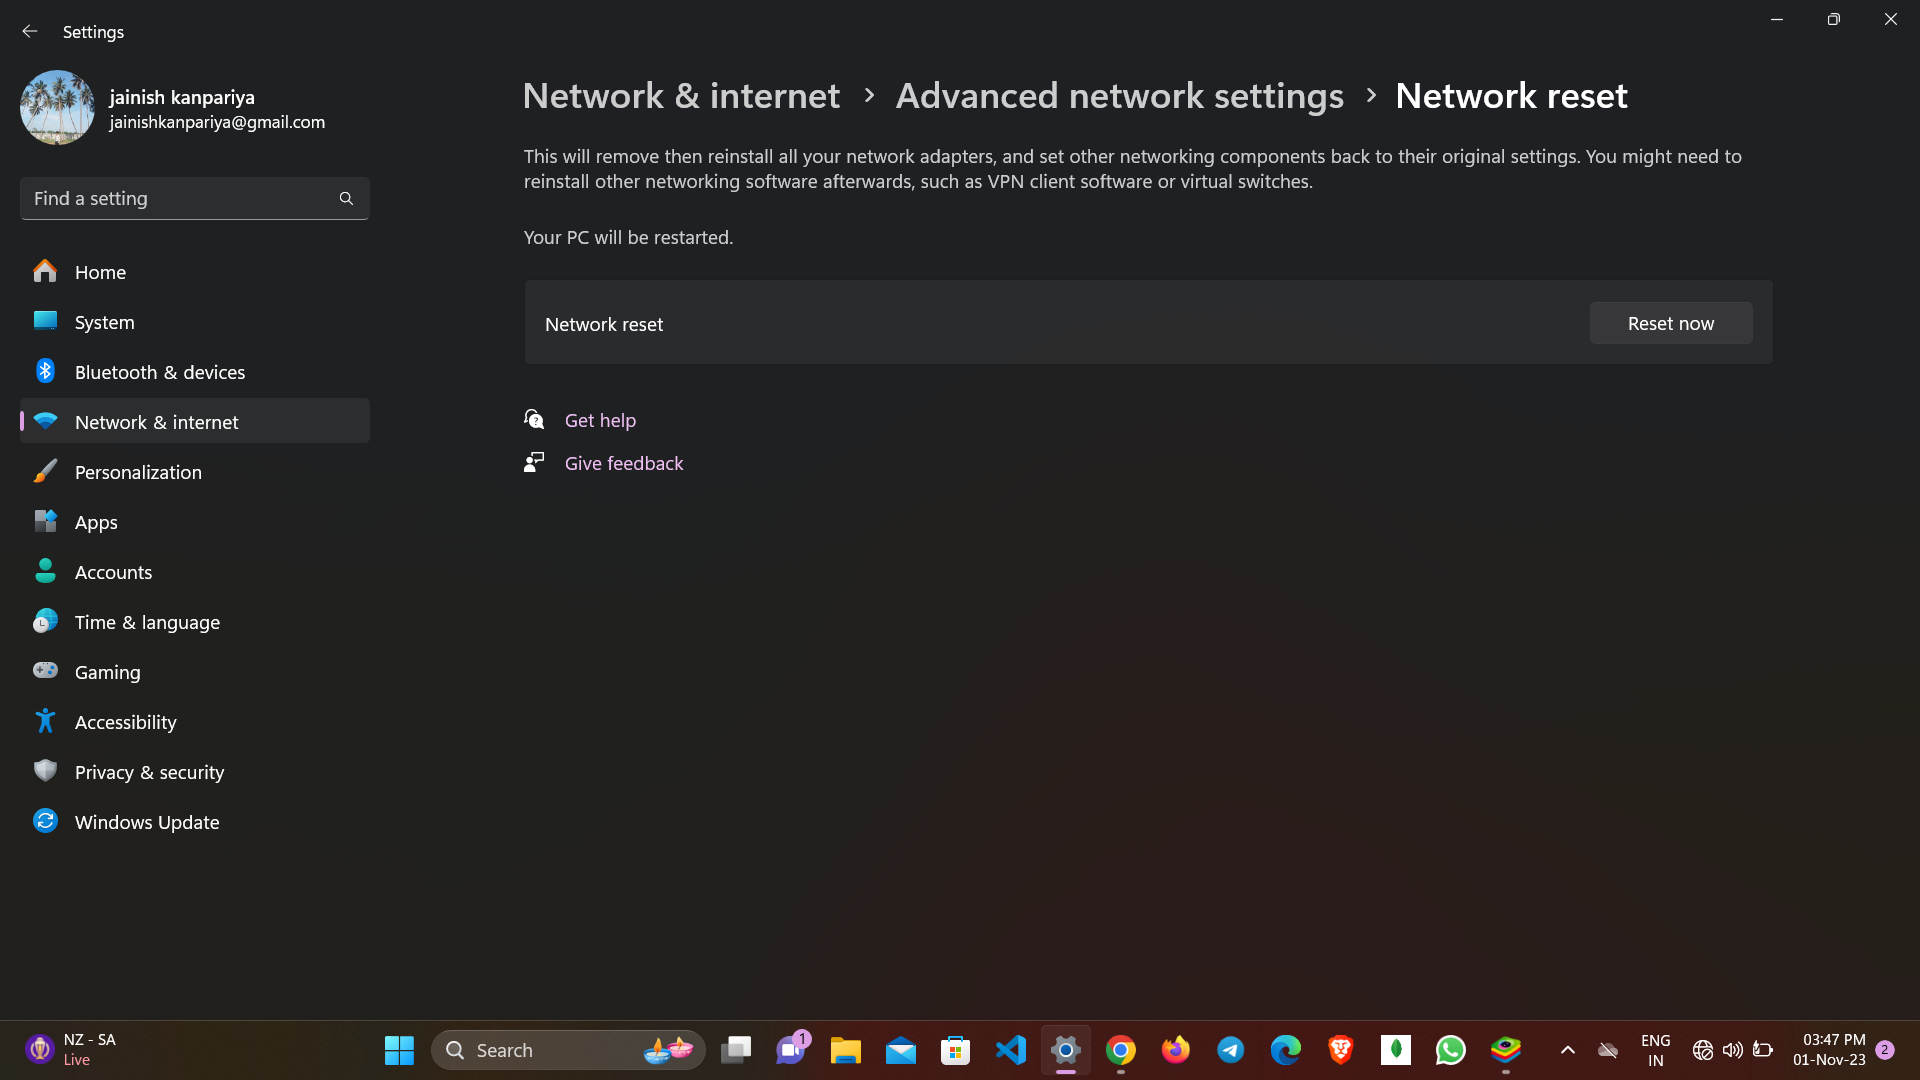 Settings
jainish kanpariya
jainishkanpariya@gmail.com
Find a setting
Home
System
Bluetooth & devices
Network & internet
Personalization
Apps
Accounts
Time & language
Gaming
Accessibility
Privacy & security
Windows Update
Network & internet > Advanced network settings > Network reset
This will remove then reinstall all your network adapters, and set other networking components back to their original settings. You might need to
reinstall other networking software afterwards, such as VPN client software or virtual switches.
Your PC will be restarted.
Network reset
Reset now
Get help
Give feedback
NZ - SA
Live
Search
1
ENG
IN
03:47 PM
01-Nov-23
2